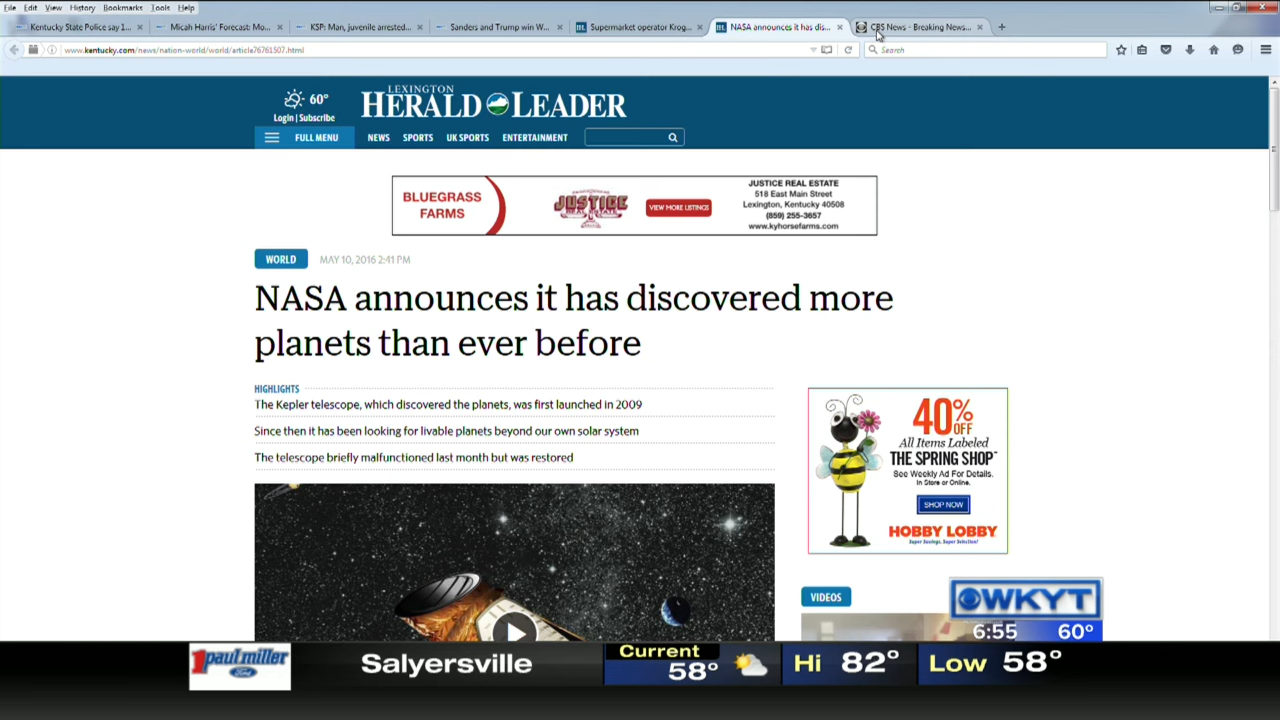 File Edit View History Bookmarks Tools Help
Kentucky State Police say 1...
Micah Harris' Forecast: Mo...
KSP: Man, juvenile arrested...
Sanders and Trump win W...
Supermarket operator Krog...
NASA announces it has dis...
CBS News - Breaking News...
www.kentucky.com/news/nation-world/world/article76761507.html
Search
60°
Login | Subscribe
LEXINGTON
HERALD LEADER
FULL MENU
NEWS SPORTS UK SPORTS ENTERTAINMENT
BLUEGRASS
FARMS
JUSTICE
VIEW MORE LISTINGS
JUSTICE REAL ESTATE
518 East Main Street
Lexington, Kentucky 40508
(859) 255-3657
www.kyhorsefarms.com
WORLD
MAY 10, 2016 2:41 PM
NASA announces it has discovered more
planets than ever before
HIGHLIGHTS
The Kepler telescope, which discovered the planets, was first launched in 2009
Since then it has been looking for livable planets beyond our own solar system
The telescope briefly malfunctioned last month but was restored
40%
OFF
All Items Labeled
THE SPRING SHOP™
See Weekly Ad For Details.
In Store or Online.
SHOP NOW
HOBBY LOBBY
Super Savings, Super Selection!
VIDEOS
WKYT
6:55 60°
1 paul miller
Ford
Salyersville
Current
58°
Hi 82°
Low 58°